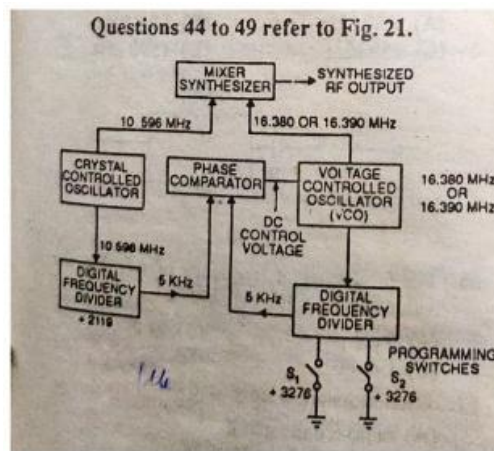 Questions 44 to 49 refer to Fig. 21.
MIXER
SYNTHESIZER
SYNTHESIZED
RF OUTPUT
10 596 MHz
16.380 OR 16.390 MHz
CRYSTAL
CONTROLLED
OSCILLATOR
PHASE
COMPARATOR
VOLTAGE
CONTROLLED
OSCILLATOR
(vCO)
16.380 MHz
OR
16.390 MHz
DC
CONTROL
VOLTAGE
10 596 MHz
DIGITAL
FREQUENCY
DIVIDER
+ 2119
5 KHz
5 KHz
DIGITAL
FREQUENCY
DIVIDER
PROGRAMMING
SWITCHES
S1
+ 3276
S2
+ 3276